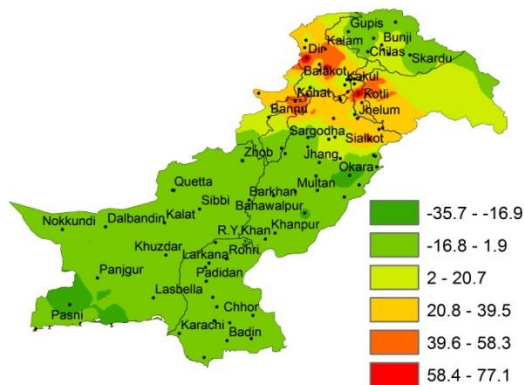 Gupis
Bunji
Kalam
Dir
Chilas
Skardu
Balakot
Kakul
Kohat
Kotli
Bannu
Jhelum
Sialkot
Sargodha
Zhob
Jhang
Okara
Quetta
Multan
Barkhan
Sibbi
Bahawalpur
Dalbandin
Kalat
Nokkundi
R.Y.Khan
Khanpur
Khuzdar
Rohri
Larkana
Panjgur
Padidan
Lasbella
Pasni
Chhor
Karachi
Badin
-35.7 - -16.9
-16.8 - 1.9
2 - 20.7
20.8 - 39.5
39.6 - 58.3
58.4 - 77.1